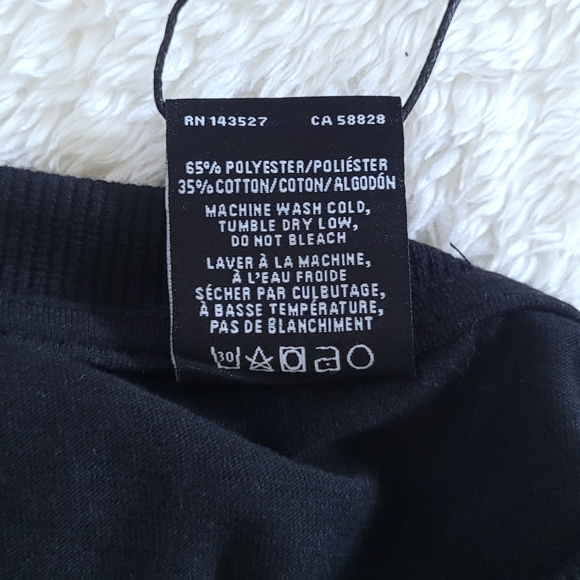 RN 143527 CA 58828
65% POLYESTER/POLIÉSTER
35% COTTON/COTON/ALGODÓN
MACHINE WASH COLD,
TUMBLE DRY LOW,
DO NOT BLEACH
LAVER À LA MACHINE,
À L'EAU FROIDE
SÉCHER PAR CULBUTAGE,
À BASSE TEMPÉRATURE,
PAS DE BLANCHIMENT
30